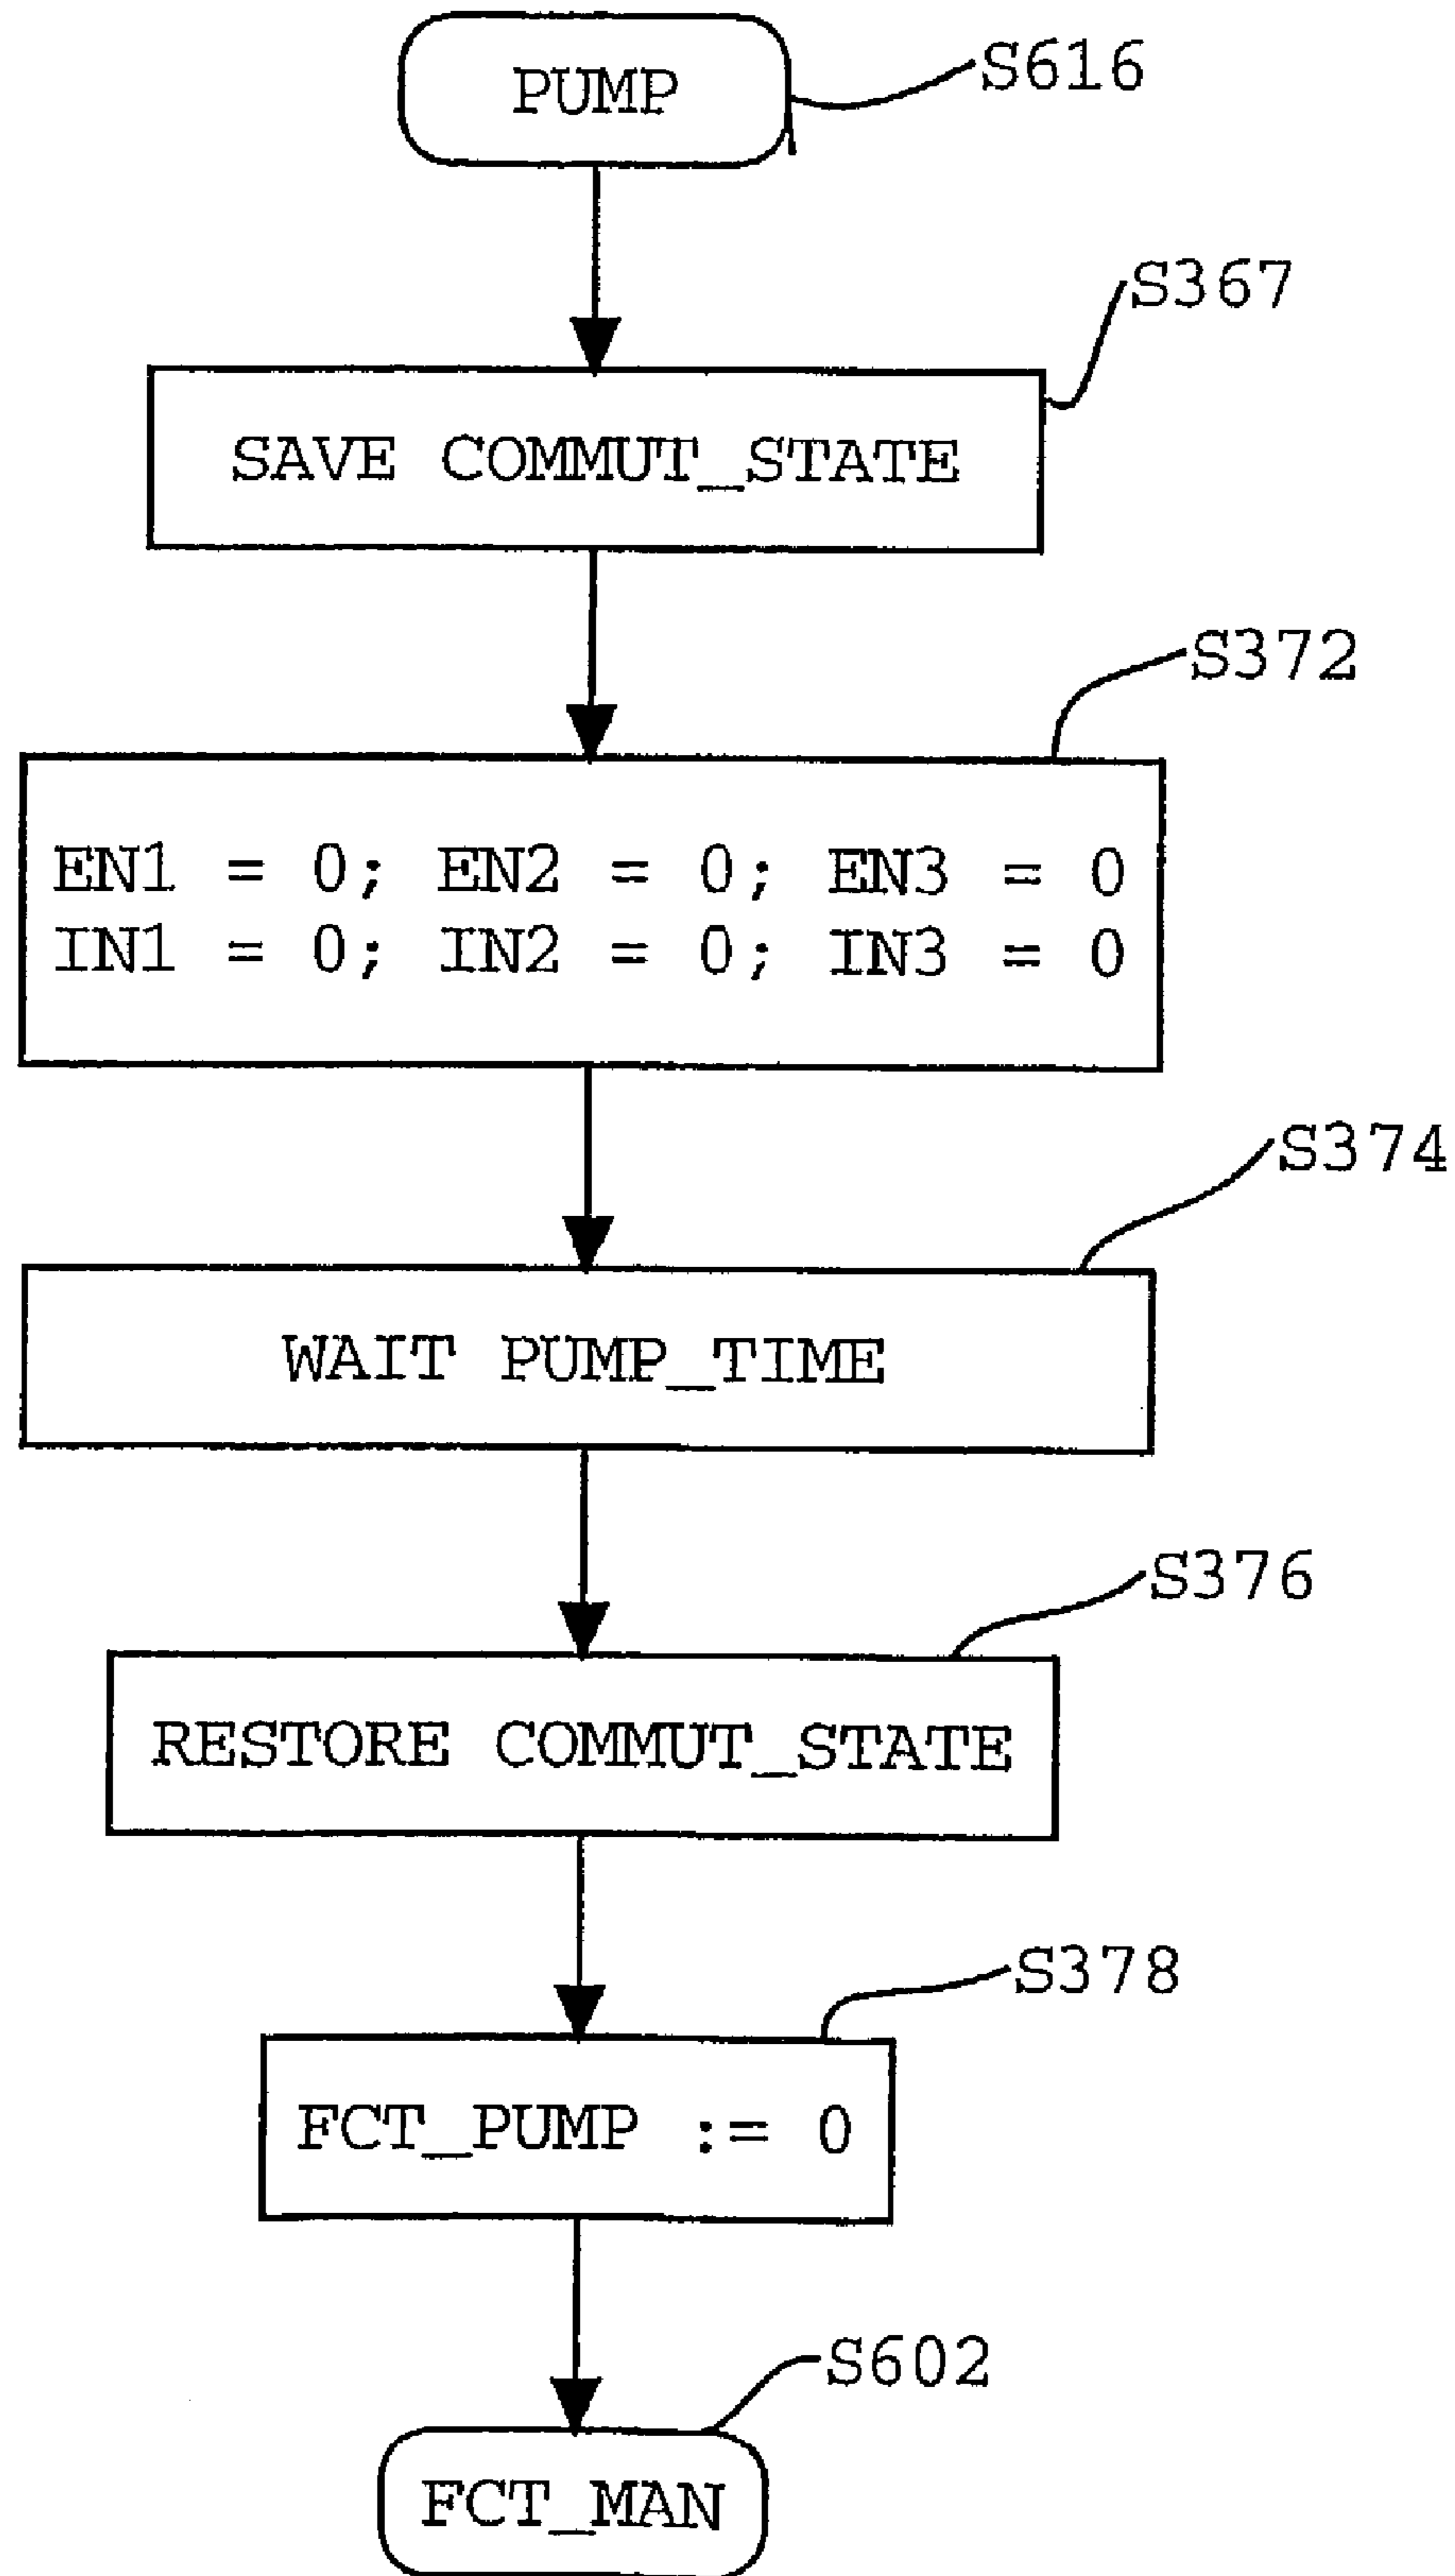 PUMP
S616
S367
SAVE COMMUT_STATE
S372
EN1 = 0; EN2 = 0; EN3 = 0
IN1 = 0; IN2 = 0; IN3 = 0
S374
WAIT PUMP_TIME
S376
RESTORE COMMUT_STATE
S378
FCT_PUMP := 0
S602
FCT_MAN